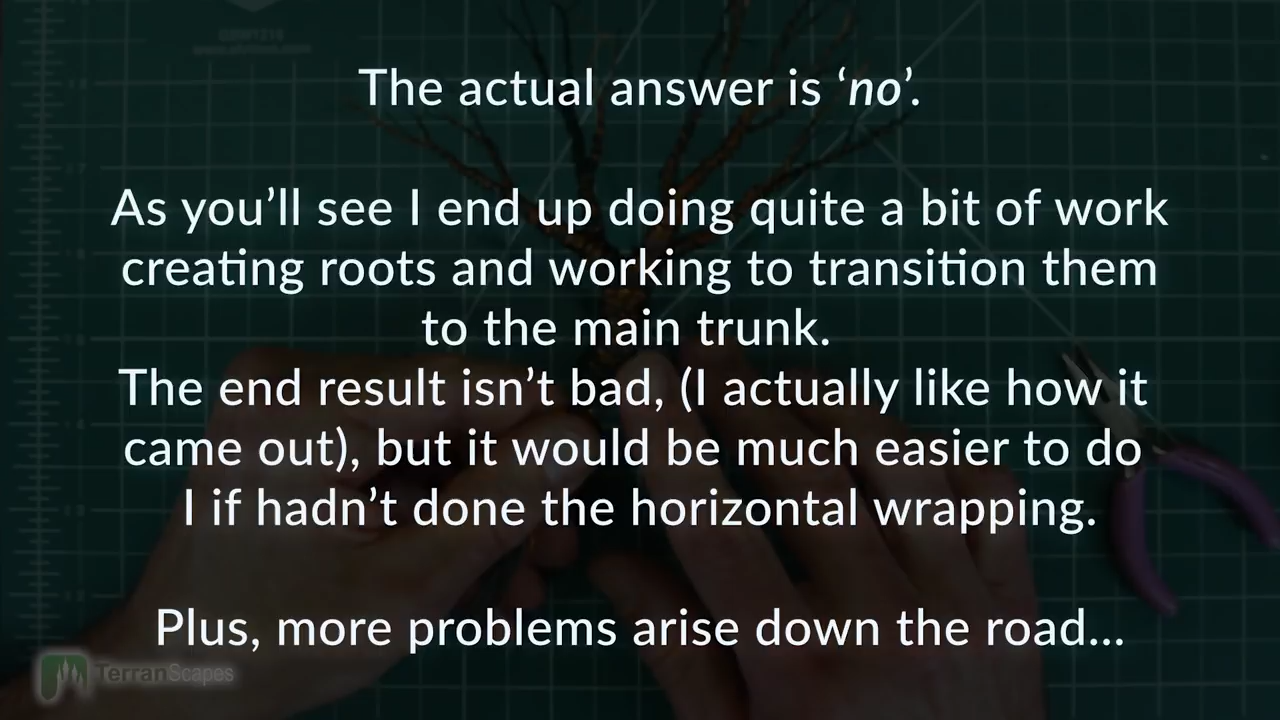 The actual answer is ‘no’.
As you’ll see I end up doing quite a bit of work
creating roots and working to transition them
to the main trunk.
The end result isn’t bad, (I actually like how it
came out), but it would be much easier to do
I if hadn’t done the horizontal wrapping.
Plus, more problems arise down the road...
TerranScapes